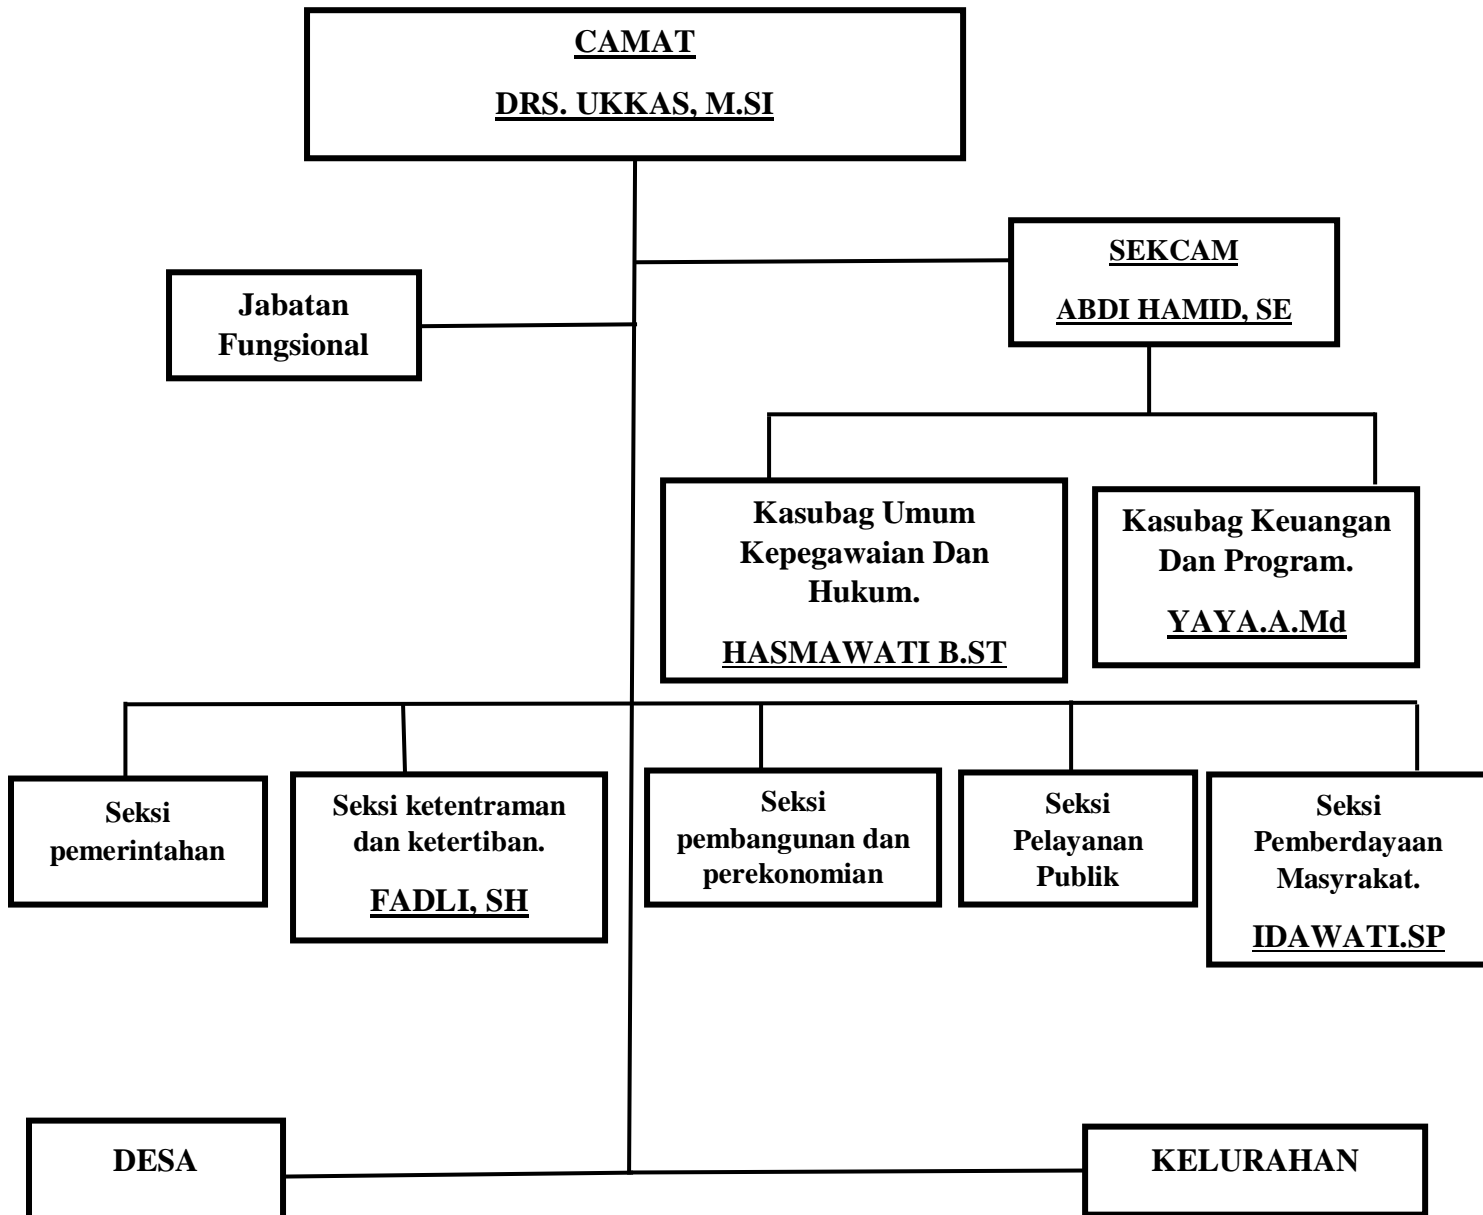 CAMAT
DRS. UKKAS, M.SI
SEKCAM
ABDI HAMID, SE
Jabatan
Fungsional
Kasubag Umum
Kepegawaian Dan
Hukum.
HASMAWATI B.ST
Kasubag Keuangan
Dan Program.
YAYA.A.Md
Seksi
pemerintahan
Seksi ketentraman
dan ketertiban.
FADLI, SH
Seksi
pembangunan dan
perekonomian
Seksi
Pelayanan
Publik
Seksi
Pemberdayaan
Masyrakat.
IDAWATI.SP
DESA
KELURAHAN